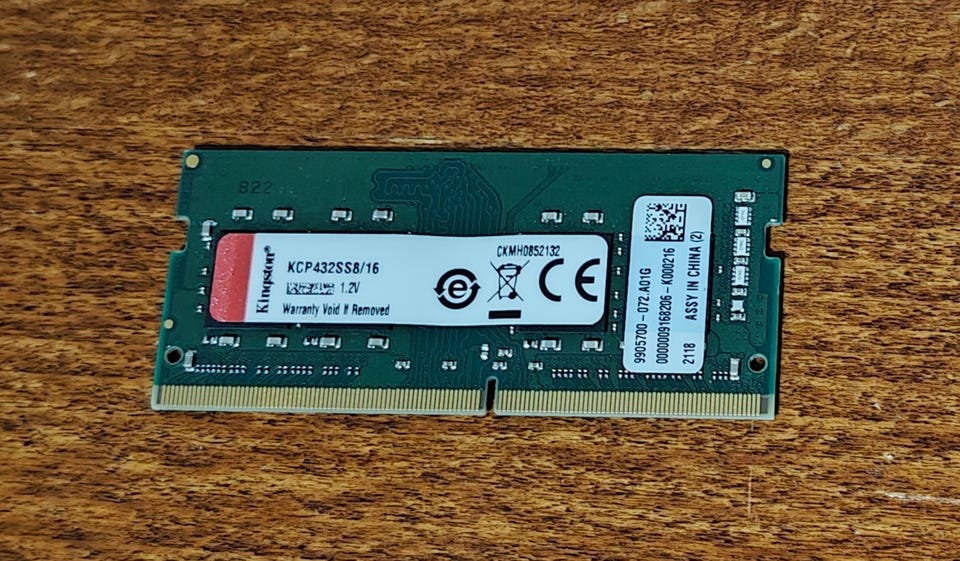 822
Kingston
KCP432SS8/16
1.2V
Warranty Void If Removed
CKMH0852132
CE
9905700-072.A01G
0000009168206-K000216
2118 ASSY IN CHINA (2)